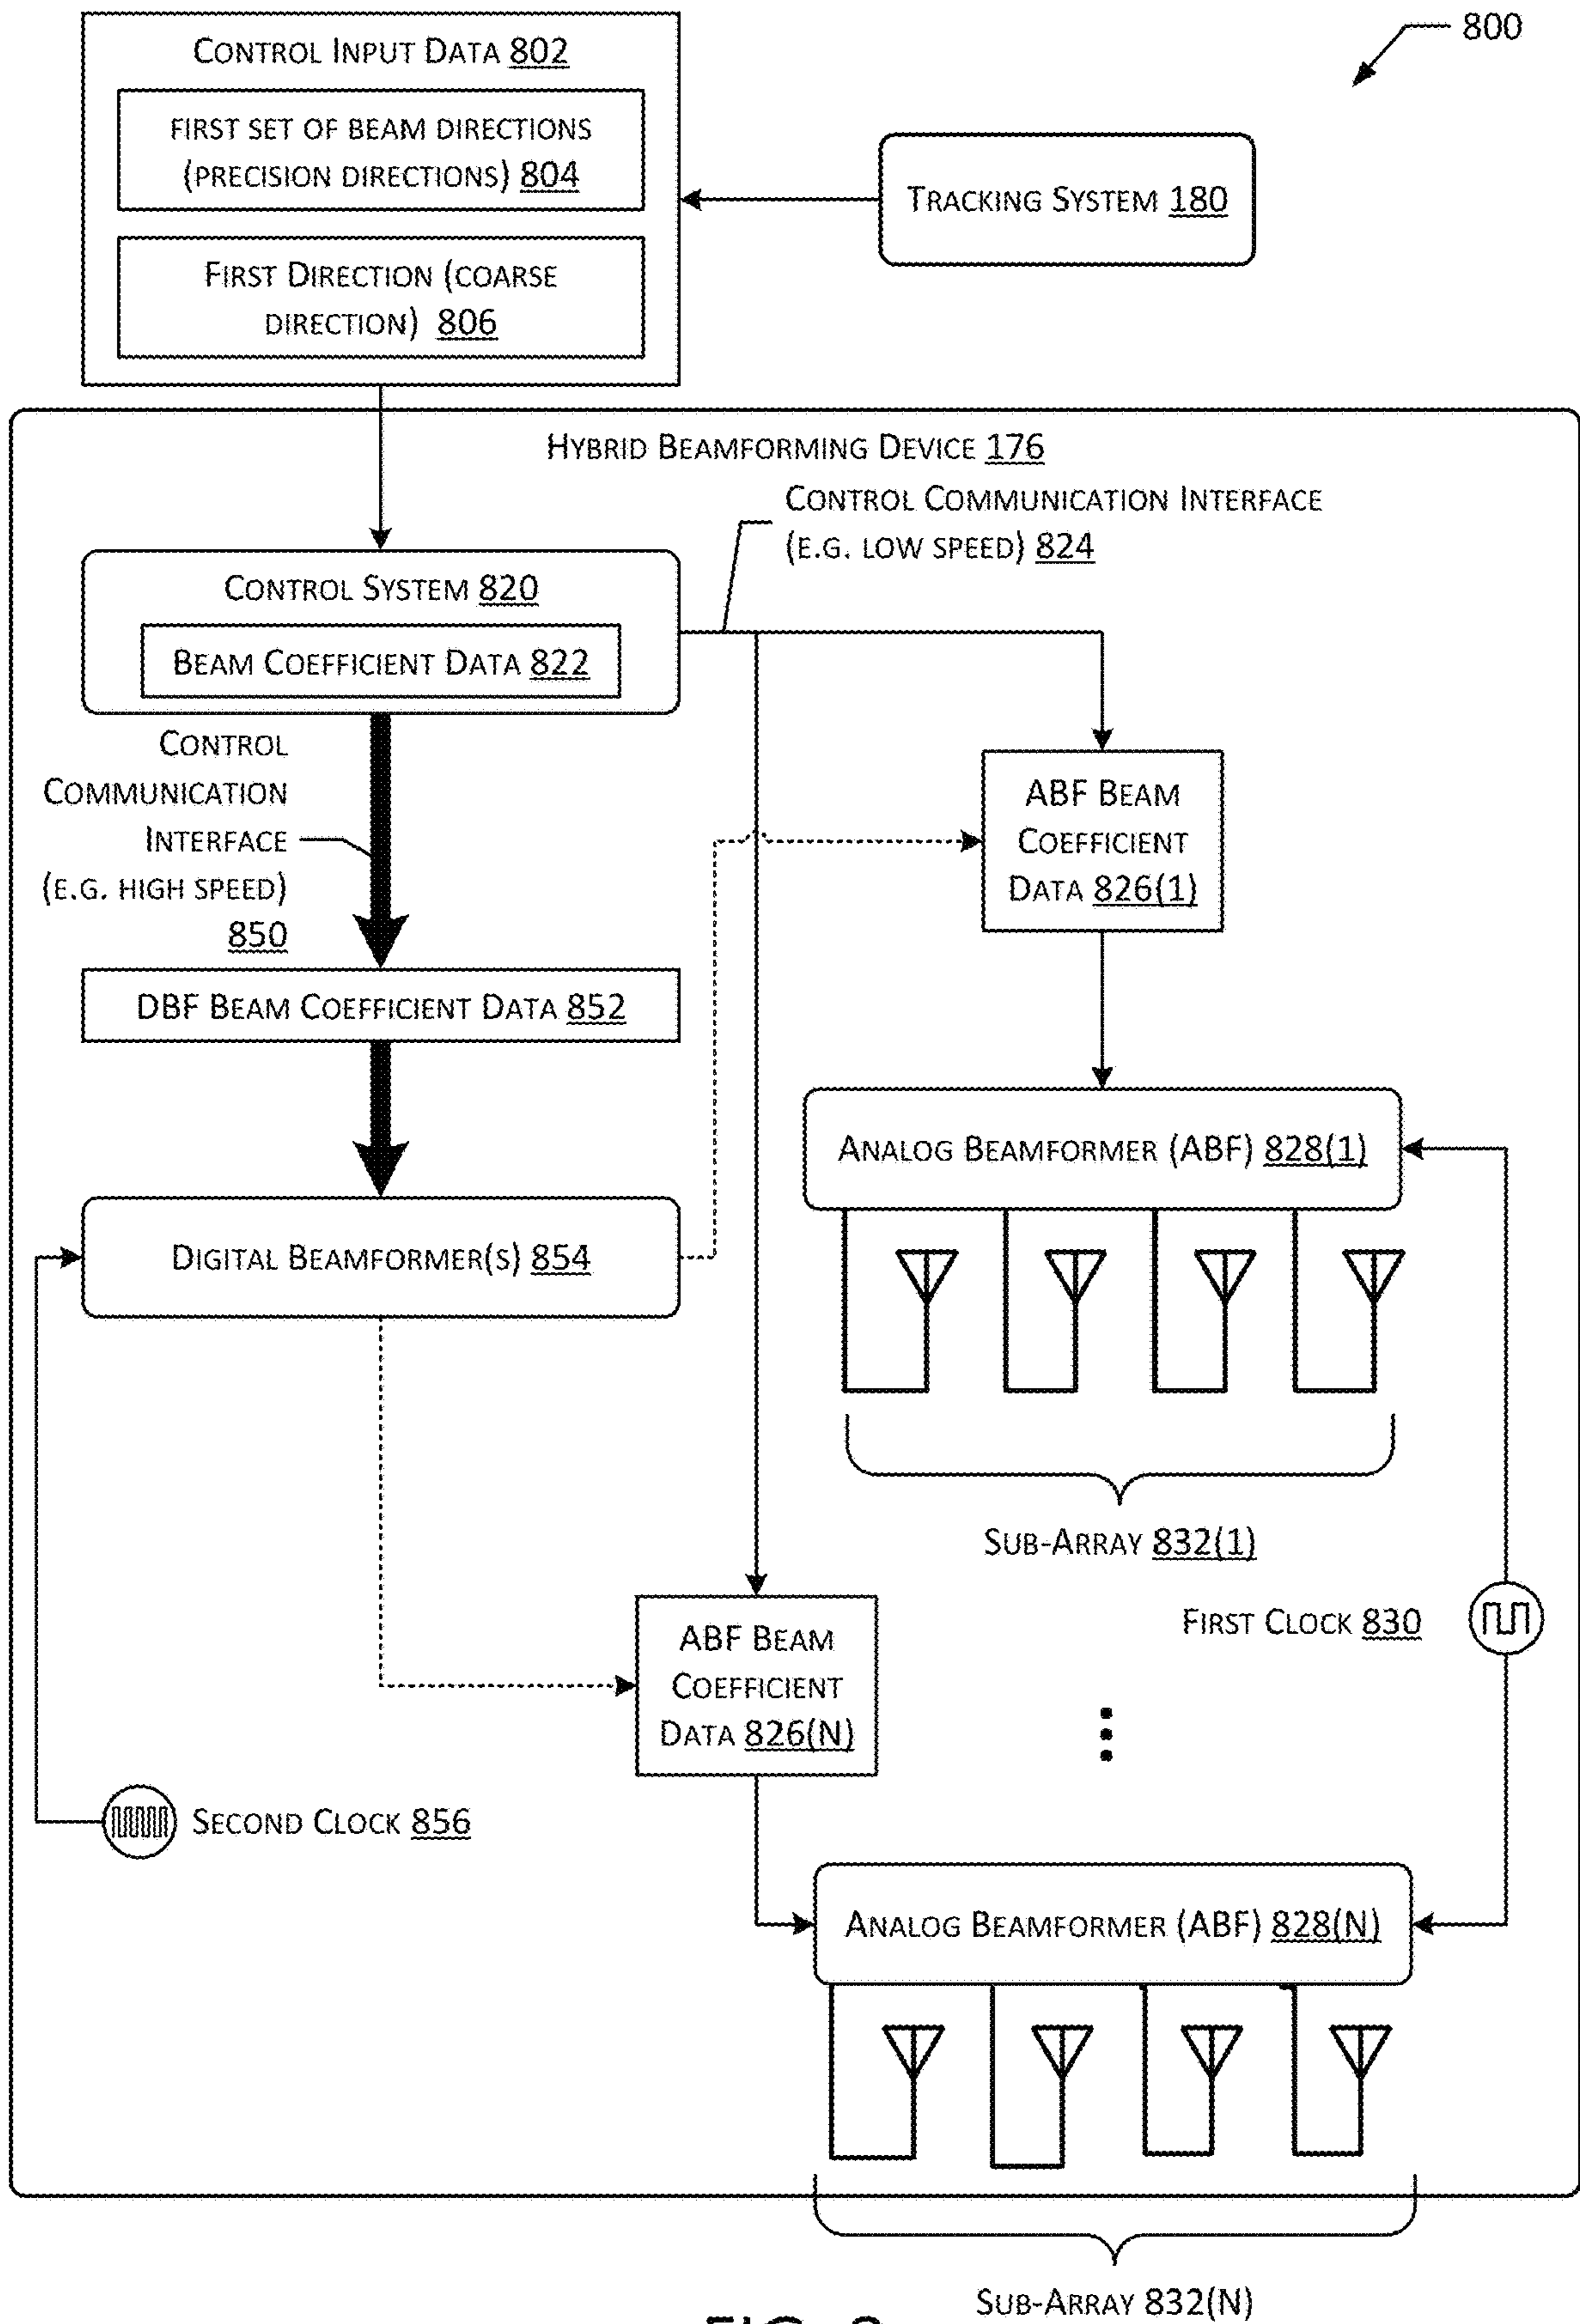 800
CONTROL INPUT DATA 802
FIRST SET OF BEAM DIRECTIONS
(PRECISION DIRECTIONS) 804
FIRST DIRECTION (COARSE
DIRECTION) 806
TRACKING SYSTEM 180
HYBRID BEAMFORMING DEVICE 176
CONTROL COMMUNICATION INTERFACE
(E.G. LOW SPEED) 824
CONTROL SYSTEM 820
BEAM COEFFICIENT DATA 822
CONTROL
COMMUNICATION
INTERFACE
(E.G. HIGH SPEED)
850
ABF BEAM
COEFFICIENT
DATA 826(1)
DBF BEAM COEFFICIENT DATA 852
ANALOG BEAMFORMER (ABF) 828(1)
DIGITAL BEAMFORMER(S) 854
SUB-ARRAY 832(1)
FIRST CLOCK 830
ABF BEAM
COEFFICIENT
DATA 826(N)
SECOND CLOCK 856
ANALOG BEAMFORMER (ABF) 828(N)
SUB-ARRAY 832(N)